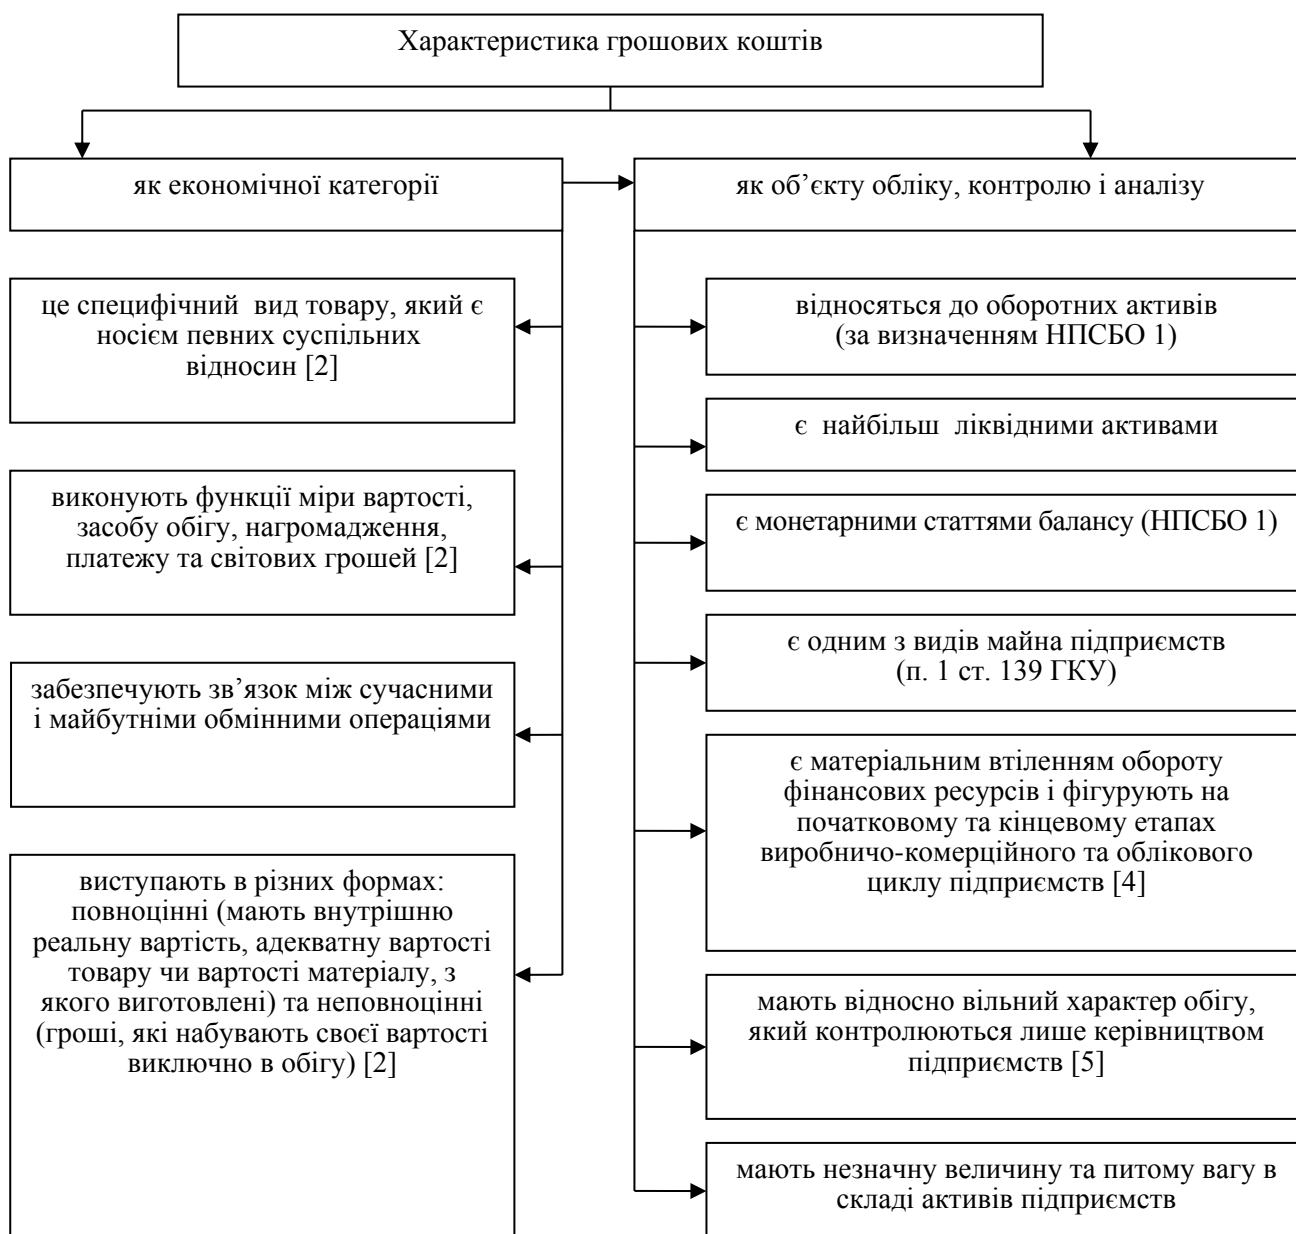 Характеристика грошових коштів
як економічної категорії
це специфічний вид товару, який є
носієм певних суспільних
відносин [2]
виконують функції міри вартості,
засобу обігу, нагромадження,
платежу та світових грошей [2]
забезпечують зв’язок між сучасними
і майбутніми обмінними операціями
виступають в різних формах:
повноцінні (мають внутрішню
реальну вартість, адекватну вартості
товару чи вартості матеріалу, з
якого виготовлені) та неповноцінні
(гроші, які набувають своєї вартості
виключно в обігу) [2]
як об’єкту обліку, контролю і аналізу
відносяться до оборотних активів
(за визначенням НПСБО 1)
є найбільш ліквідними активами
є монетарними статтями балансу (НПСБО 1)
є одним з видів майна підприємств
(п. 1 ст. 139 ГКУ)
є матеріальним втіленням обороту
фінансових ресурсів і фігурують на
початковому та кінцевому етапах
виробничо-комерційного та облікового
циклу підприємств [4]
мають відносно вільний характер обігу,
який контролюються лише керівництвом
підприємств [5]
мають незначну величину та питому вагу в
складі активів підприємств